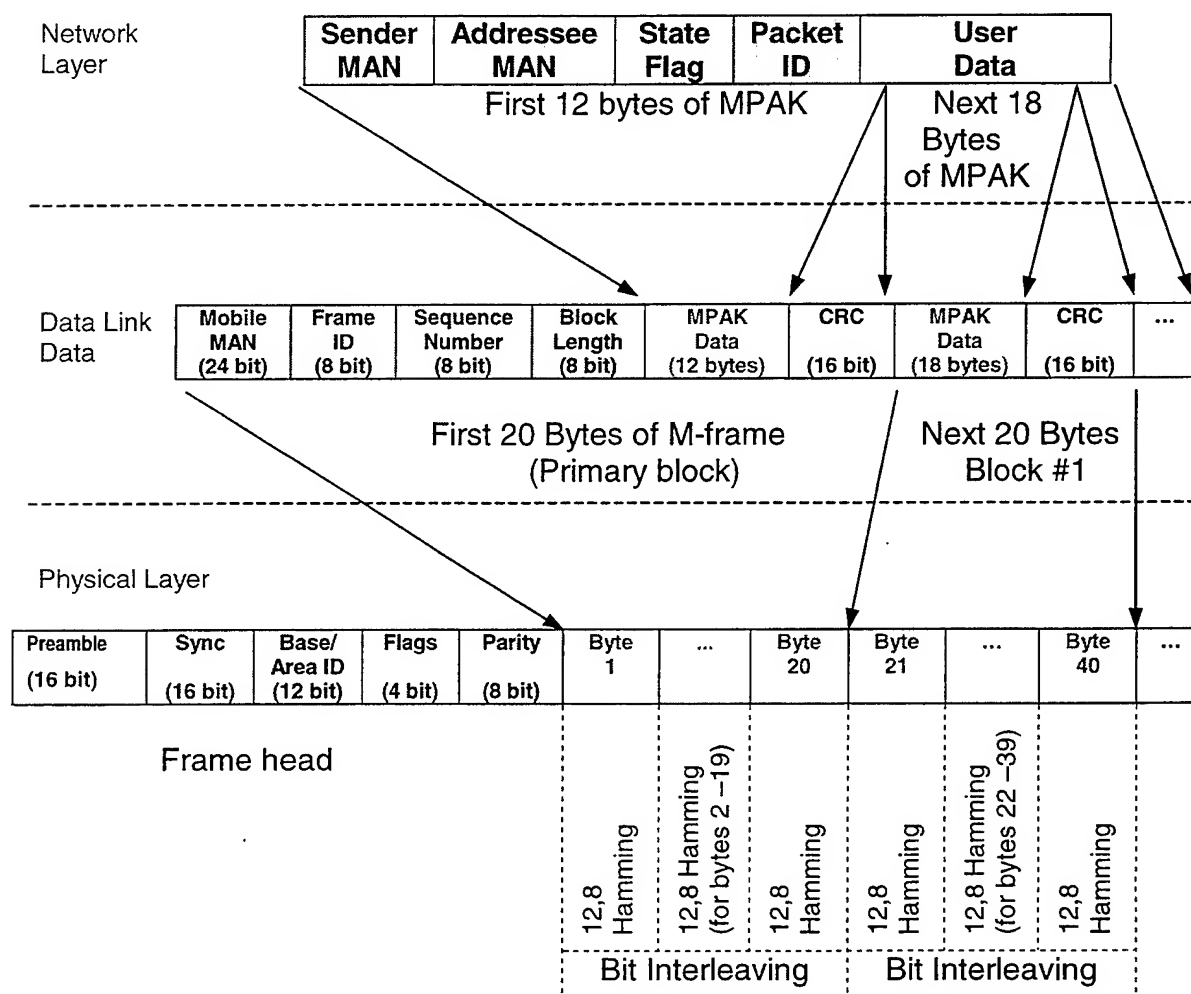 Network
Layer
Sender
MAN
Addressee
MAN
State
Flag
Packet
ID
User
Data
First 12 bytes of MPAK
Next 18
Bytes
of MPAK
Data Link
Data
Mobile
MAN
(24 bit)
Frame
ID
(8 bit)
Sequence
Number
(8 bit)
Block
Length
(8 bit)
MPAK
Data
(12 bytes)
CRC
(16 bit)
MPAK
Data
(18 bytes)
CRC
(16 bit)
...
First 20 Bytes of M-frame
(Primary block)
Next 20 Bytes
Block #1
Physical Layer
Preamble
(16 bit)
Sync
(16 bit)
Base/
Area ID
(12 bit)
Flags
(4 bit)
Parity
(8 bit)
Byte
1
...
Byte
20
Byte
21
...
Byte
40
...
Frame head
12,8
Hamming
12,8 Hamming
(for bytes 2 –19)
12,8
Hamming
12,8
Hamming
12,8 Hamming
(for bytes 22 –39)
12,8
Hamming
Bit Interleaving
Bit Interleaving